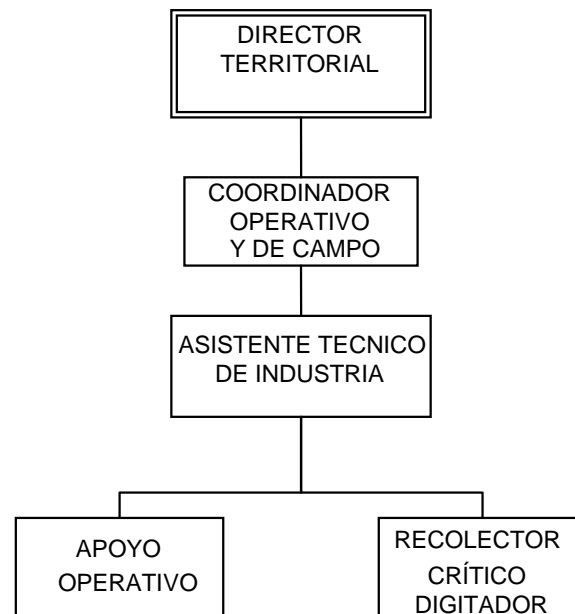 DIRECTOR
TERRITORIAL
COORDINADOR
OPERATIVO
Y DE CAMPO
ASISTENTE TECNICO
DE INDUSTRIA
APOYO
OPERATIVO
RECOLECTOR
CRÍTICO
DIGITADOR